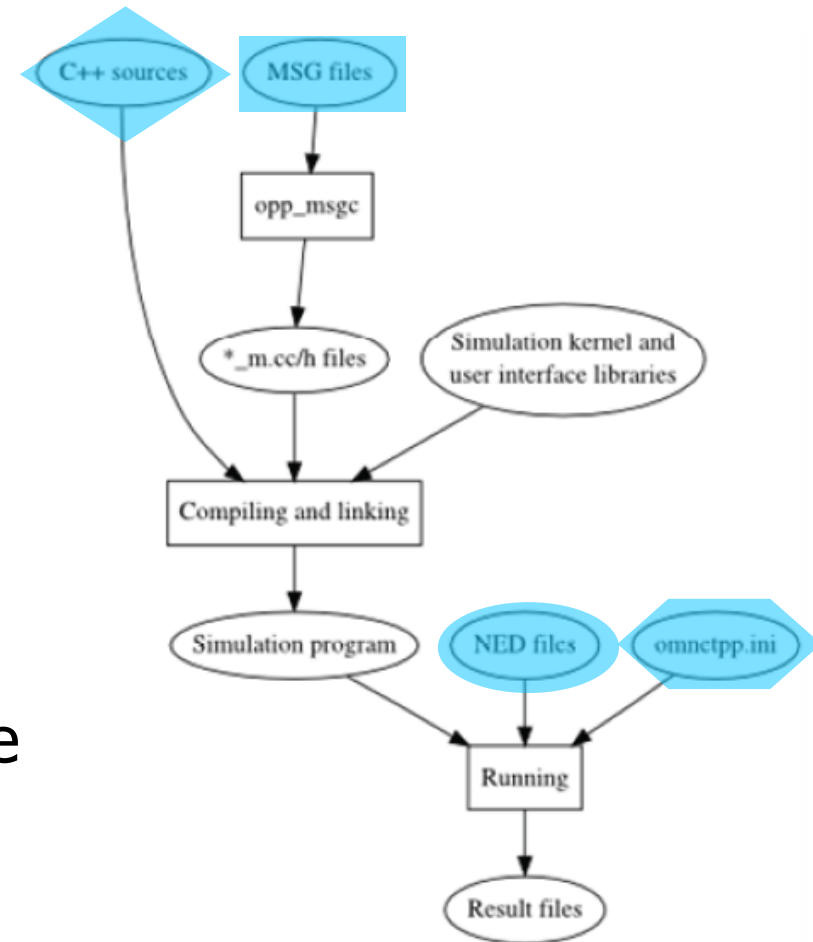 C++ sources
MSG files
opp_msgc
*_m.cc/h files
Simulation kernel and
user interface libraries
Compiling and linking
Simulation program
NED files
omnetpp.ini
e
Running
Result files